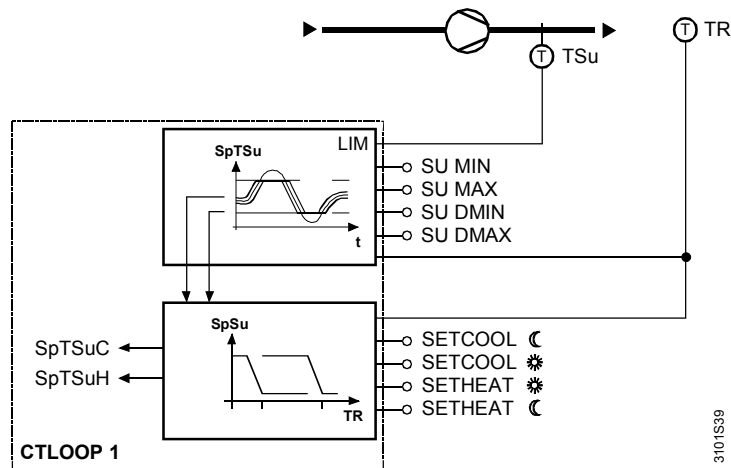 T TR
T TSu
LIM
SpTSu
t
SU MIN
SU MAX
SU DMIN
SU DMAX
SpSu
TR
SpTSuC
SpTSuH
SETCOOL
SETCOOL
SETHEAT
SETHEAT
CTLOOP 1
3101S39